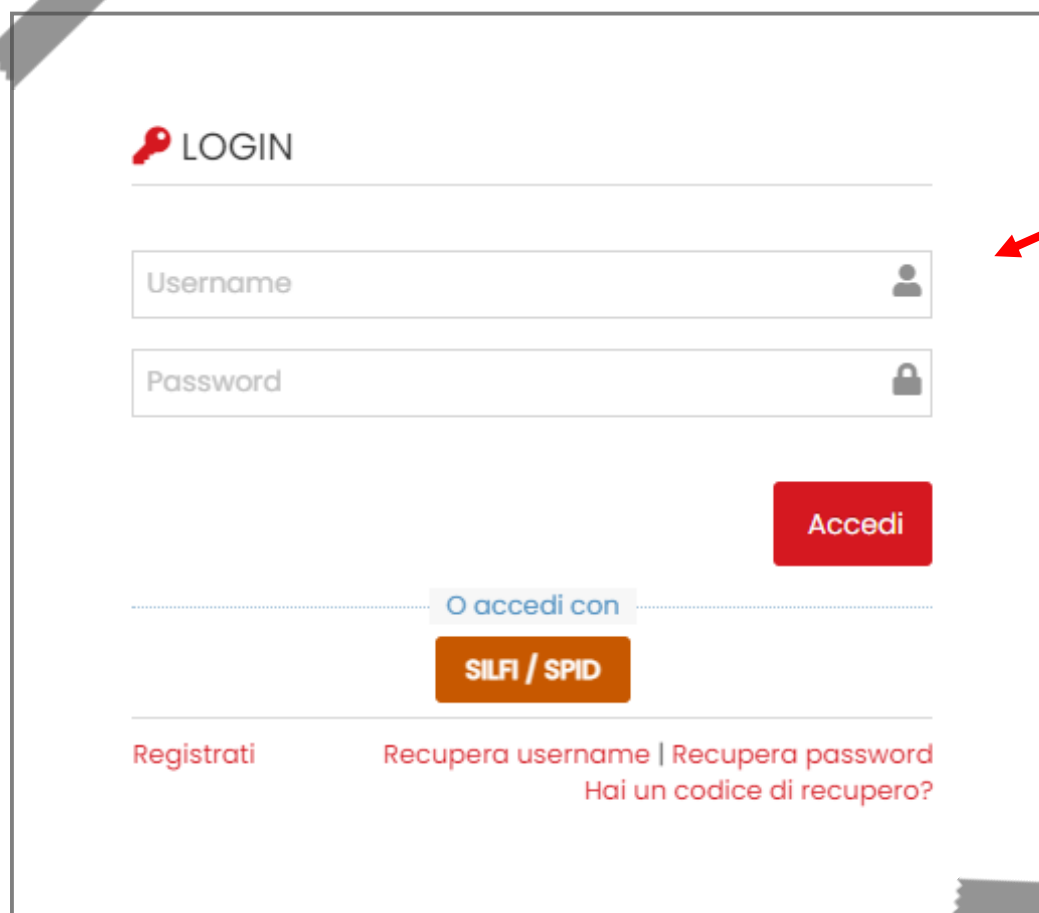 LOGIN
Username
Password
Accedi
O accedi con
SILFI / SPID
Registrati
Recupera username | Recupera password
Hai un codice di recupero?